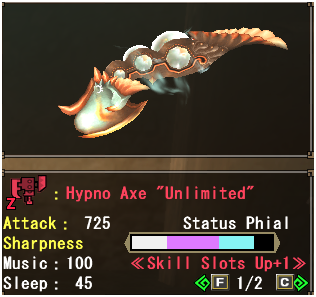 Z : Hypno Axe "Unlimited"
Attack : 725 Status Phial
Sharpness
Music : 100 ≪Skill Slots Up+1≫
Sleep : 45 F 1/2 C